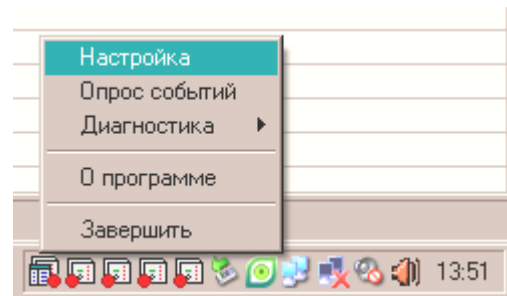 Настройка
Опрос событий
Диагностика
О программе
Завершить
13:51